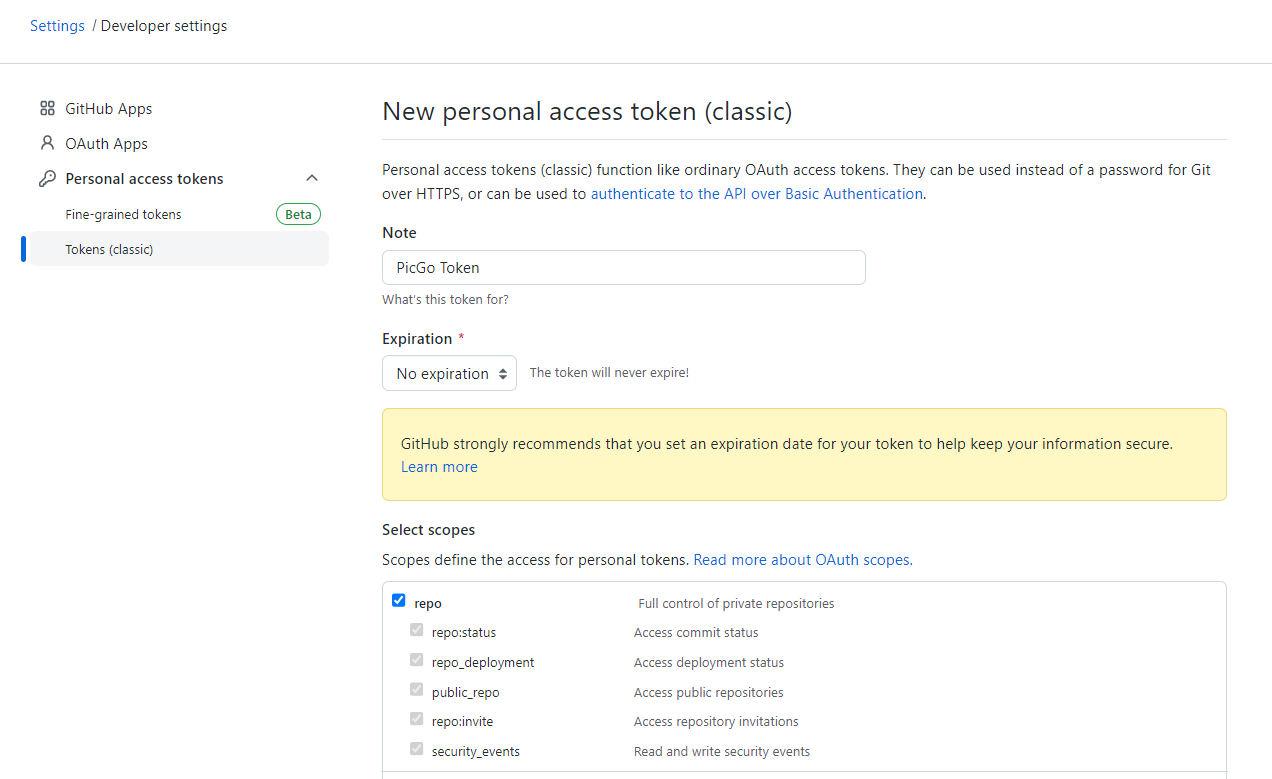 Settings / Developer settings
GitHub Apps
OAuth Apps
Personal access tokens
Fine-grained tokens Beta
Tokens (classic)
New personal access token (classic)
Personal access tokens (classic) function like ordinary OAuth access tokens. They can be used instead of a password for Git
over HTTPS, or can be used to authenticate to the API over Basic Authentication.
Note
PicGo Token
What's this token for?
Expiration *
No expiration The token will never expire!
GitHub strongly recommends that you set an expiration date for your token to help keep your information secure.
Learn more
Select scopes
Scopes define the access for personal tokens. Read more about OAuth scopes.
repo Full control of private repositories
repo:status Access commit status
repo_deployment Access deployment status
public_repo Access public repositories
repo:invite Access repository invitations
security_events Read and write security events